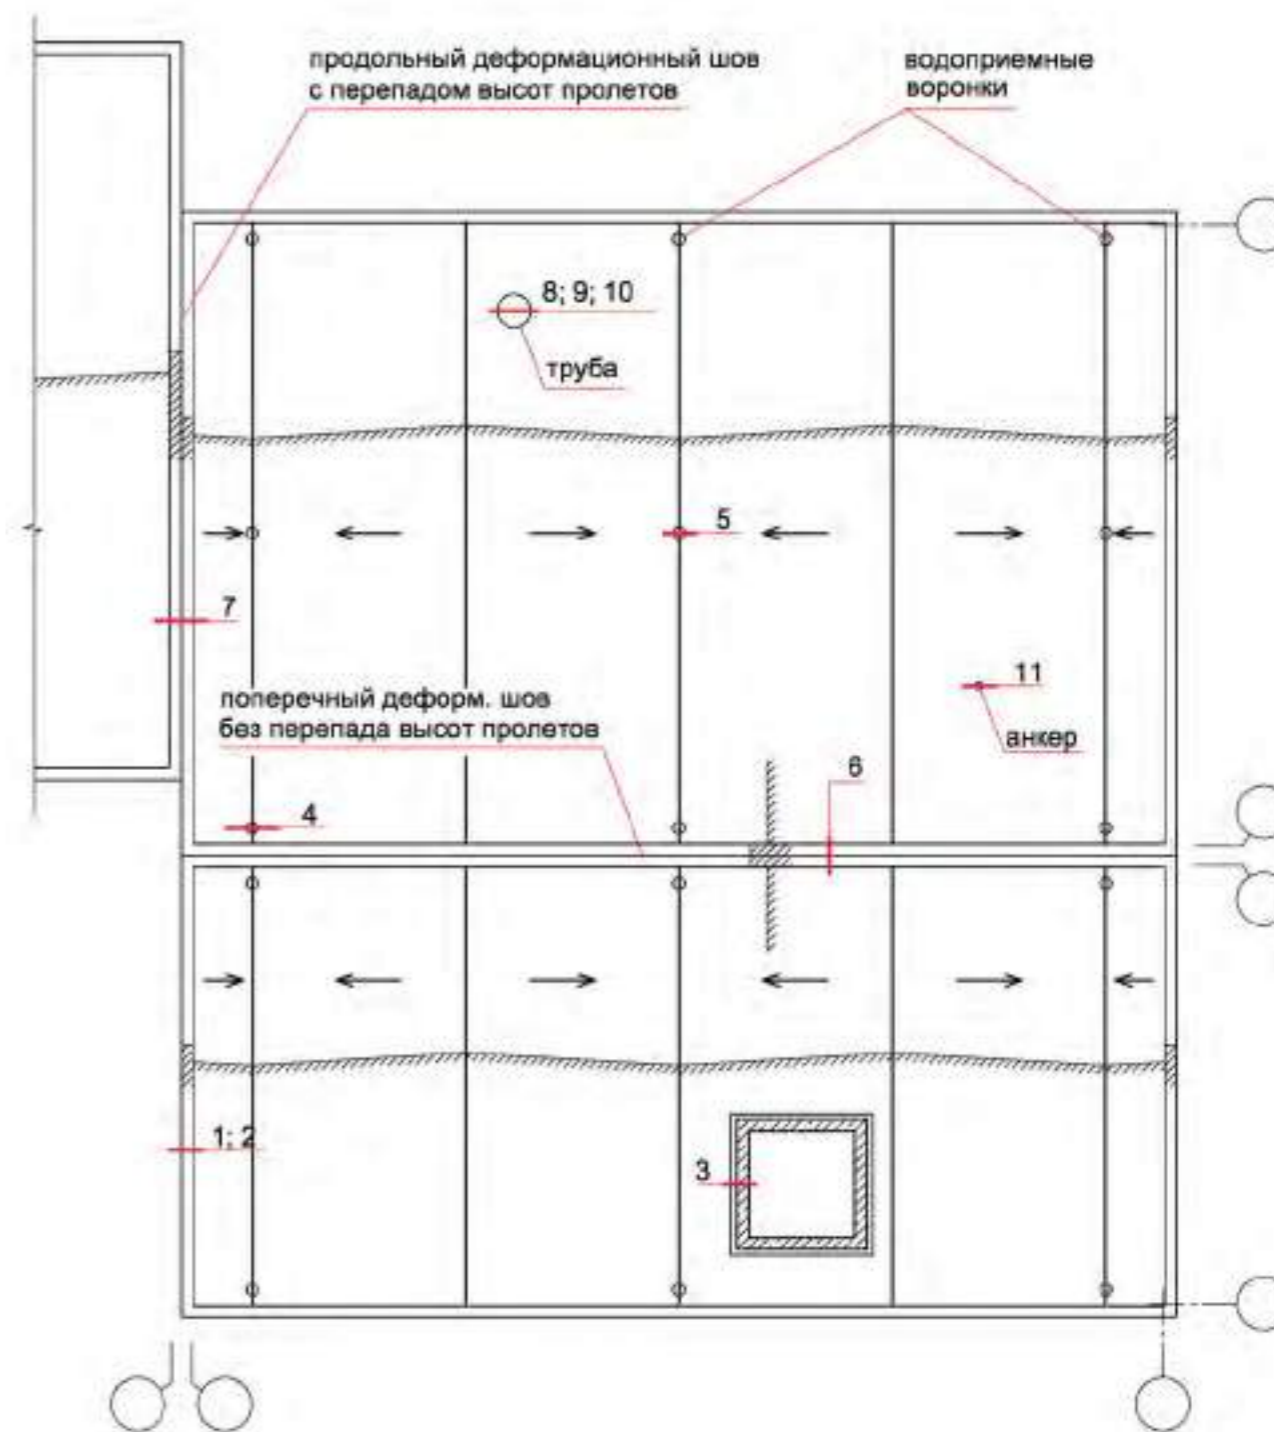 продольный деформационный шов
с перепадом высот пролетов
водоприемные
воронки
8; 9; 10
труба
5
7
поперечный деформ. шов
без перепада высот пролетов
11
анкер
6
4
1; 2
3